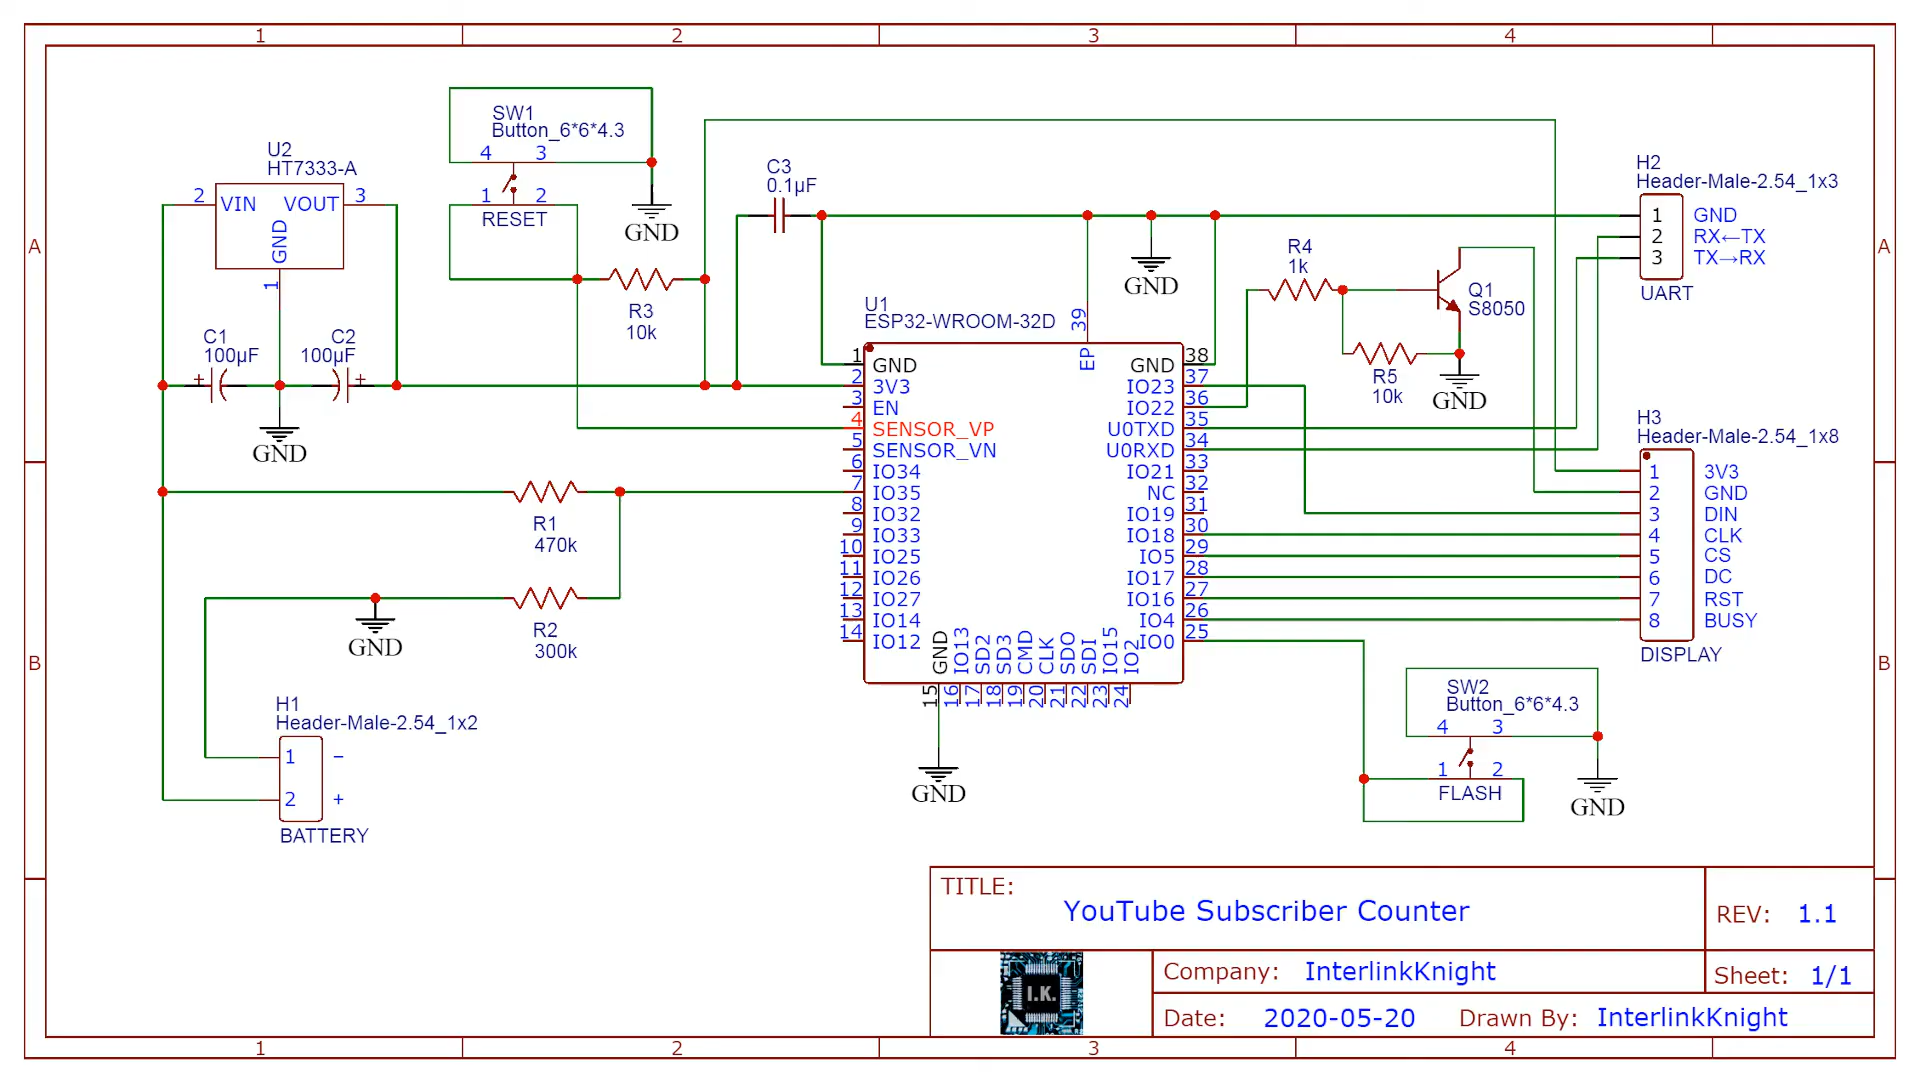 1 2 3 4
A
B
A
B
1 2 3 4
U2
HT7333-A
2 VIN VOUT 3
GND
1
C1
100µF
+
C2
100µF
+
GND
SW1
Button_6*6*4.3
4 3
1 2
RESET
GND
R3
10k
C3
0.1µF
GND
R1
470k
R2
300k
GND
H1
Header-Male-2.54_1x2
1 −
2 +
BATTERY
U1
ESP32-WROOM-32D
39
EP
1 GND
2 3V3
3 EN
4 SENSOR_VP
5 SENSOR_VN
6 IO34
7 IO35
8 IO32
9 IO33
10 IO25
11 IO26
12 IO27
13 IO14
14 IO12
GND IO13 SD2 SD3 CMD CLK SDO SDI IO15 IO2
15 16 17 18 19 20 21 22 23 24
GND 38
IO23 37
IO22 36
U0TXD 35
U0RXD 34
IO21 33
NC 32
IO19 31
IO18 30
IO5 29
IO17 28
IO16 27
IO4 26
IO0 25
GND
R4
1k
Q1
S8050
R5
10k
GND
H2
Header-Male-2.54_1x3
1 GND
2 RX←TX
3 TX→RX
UART
H3
Header-Male-2.54_1x8
1 3V3
2 GND
3 DIN
4 CLK
5 CS
6 DC
7 RST
8 BUSY
DISPLAY
SW2
Button_6*6*4.3
4 3
1 2
FLASH
GND
TITLE:
YouTube Subscriber Counter
REV: 1.1
I.K.
Company: InterlinkKnight
Sheet: 1/1
Date: 2020-05-20
Drawn By: InterlinkKnight